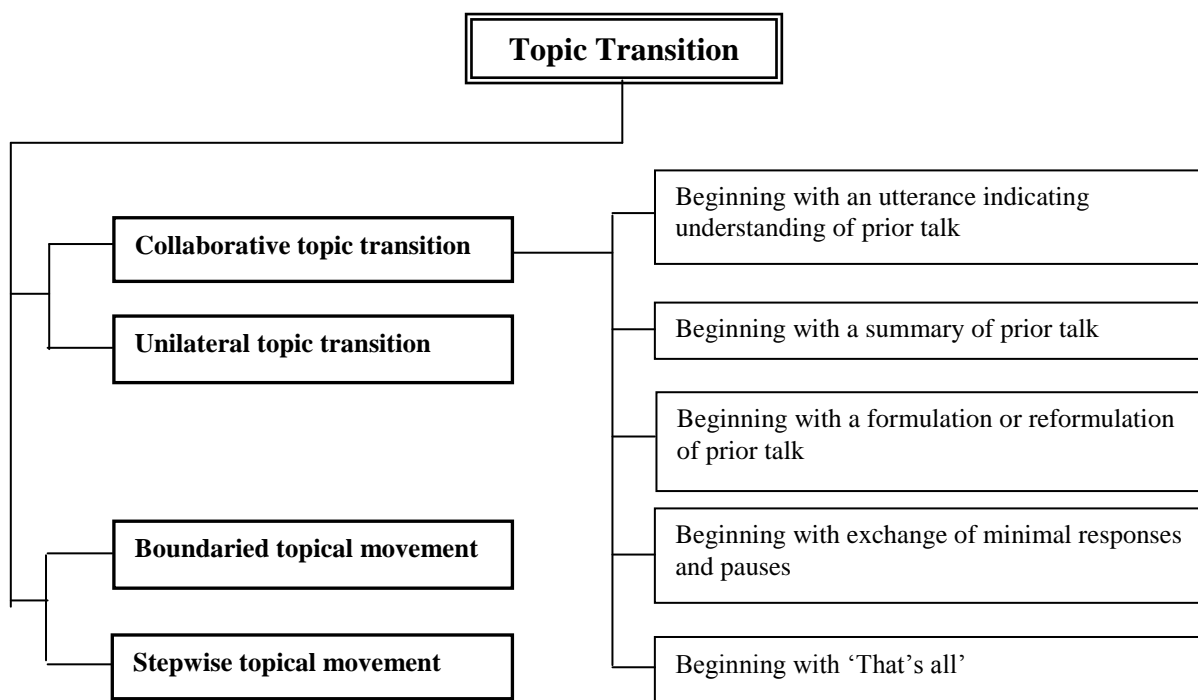 Topic Transition
Collaborative topic transition
Unilateral topic transition
Boundaried topical movement
Stepwise topical movement
Beginning with an utterance indicating
understanding of prior talk
Beginning with a summary of prior talk
Beginning with a formulation or reformulation
of prior talk
Beginning with exchange of minimal responses
and pauses
Beginning with ‘That’s all’